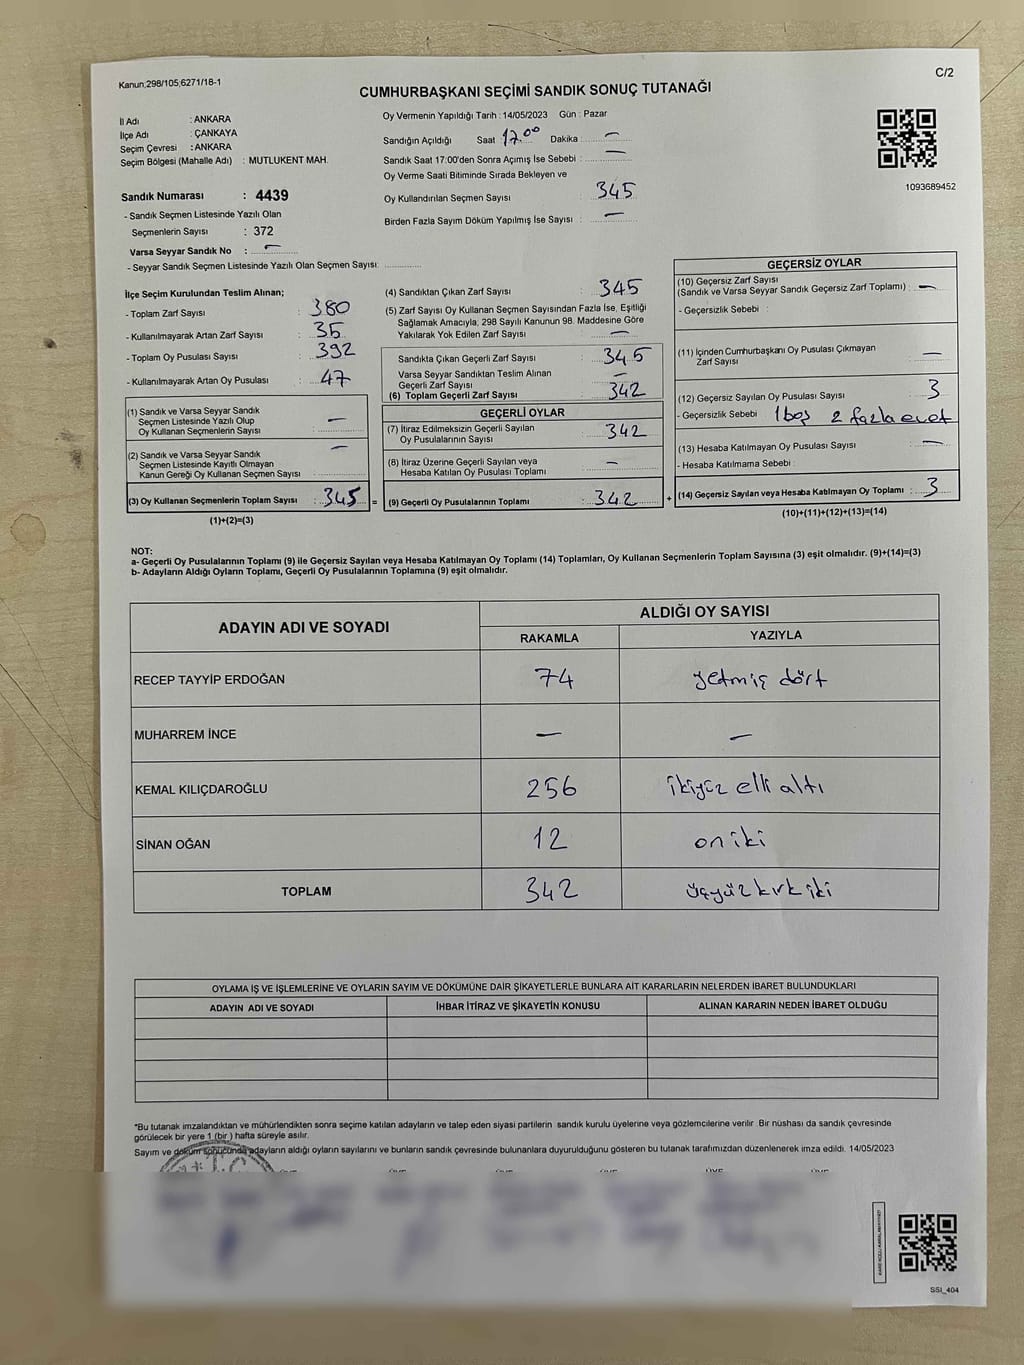 Kanun;298/105;6271/18-1
C/2
CUMHURBAŞKANI SEÇİMİ SANDIK SONUÇ TUTANAĞI
İl Adı : ANKARA
İlçe Adı : ÇANKAYA
Seçim Çevresi : ANKARA
Seçim Bölgesi (Mahalle Adı) : MUTLUKENT MAH.
Oy Vermenin Yapıldığı Tarih : 14/05/2023 Gün : Pazar
Sandığın Açıldığı Saat 17.00 Dakika : —
Sandık Saat 17:00'den Sonra Açımış İse Sebebi : —
Oy Verme Saati Bitiminde Sırada Bekleyen ve
Oy Kullandırılan Seçmen Sayısı 345
Birden Fazla Sayım Döküm Yapılmış İse Sayısı : —
1093689452
Sandık Numarası : 4439
- Sandık Seçmen Listesinde Yazılı Olan
Seçmenlerin Sayısı : 372
Varsa Seyyar Sandık No : —
- Seyyar Sandık Seçmen Listesinde Yazılı Olan Seçmen Sayısı:
İlçe Seçim Kurulundan Teslim Alınan;
- Toplam Zarf Sayısı : 380
- Kullanılmayarak Artan Zarf Sayısı : 35
- Toplam Oy Pusulası Sayısı : 392
- Kullanılmayarak Artan Oy Pusulası : 47
(1) Sandık ve Varsa Seyyar Sandık
Seçmen Listesinde Yazılı Olup
Oy Kullanan Seçmenlerin Sayısı : —
(2) Sandık ve Varsa Seyyar Sandık
Seçmen Listesinde Kayıtlı Olmayan
Kanun Gereği Oy Kullanan Seçmen Sayısı : —
(3) Oy Kullanan Seçmenlerin Toplam Sayısı : 345 =
(1)+(2)=(3)
(4) Sandıktan Çıkan Zarf Sayısı : 345
(5) Zarf Sayısı Oy Kullanan Seçmen Sayısından Fazla İse, Eşitliği
Sağlamak Amacıyla, 298 Sayılı Kanunun 98. Maddesine Göre
Yakılarak Yok Edilen Zarf Sayısı : —
Sandıkta Çıkan Geçerli Zarf Sayısı : 345
Varsa Seyyar Sandıktan Teslim Alınan
Geçerli Zarf Sayısı : —
(6) Toplam Geçerli Zarf Sayısı : 342
GEÇERLİ OYLAR
(7) İtiraz Edilmeksizin Geçerli Sayılan
Oy Pusulalarının Sayısı : 342
(8) İtiraz Üzerine Geçerli Sayılan veya
Hesaba Katılan Oy Pusulası Toplamı : —
(9) Geçerli Oy Pusulalarının Toplamı : 342 +
GEÇERSİZ OYLAR
(10) Geçersiz Zarf Sayısı
(Sandık ve Varsa Seyyar Sandık Geçersiz Zarf Toplamı) : —
- Geçersizlik Sebebi :
(11) İçinden Cumhurbaşkanı Oy Pusulası Çıkmayan
Zarf Sayısı : —
(12) Geçersiz Sayılan Oy Pusulası Sayısı : 3
- Geçersizlik Sebebi : 1 boş 2 fazla evet
(13) Hesaba Katılmayan Oy Pusulası Sayısı : —
- Hesaba Katılmama Sebebi :
(14) Geçersiz Sayılan veya Hesaba Katılmayan Oy Toplamı : 3
(10)+(11)+(12)+(13)=(14)
NOT:
a- Geçerli Oy Pusulalarının Toplamı (9) ile Geçersiz Sayılan veya Hesaba Katılmayan Oy Toplamı (14) Toplamları, Oy Kullanan Seçmenlerin Toplam Sayısına (3) eşit olmalıdır. (9)+(14)=(3)
b- Adayların Aldığı Oyların Toplamı, Geçerli Oy Pusulalarının Toplamına (9) eşit olmalıdır.
ADAYIN ADI VE SOYADI ALDIĞI OY SAYISI
RAKAMLA YAZIYLA
RECEP TAYYİP ERDOĞAN 74 yetmiş dört
MUHARREM İNCE — —
KEMAL KILIÇDAROĞLU 256 ikiyüz elli altı
SİNAN OĞAN 12 on iki
TOPLAM 342 üçyüz kırk iki
OYLAMA İŞ VE İŞLEMLERİNE VE OYLARIN SAYIM VE DÖKÜMÜNE DAİR ŞİKAYETLERLE BUNLARA AİT KARARLARIN NELERDEN İBARET BULUNDUKLARI
ADAYIN ADI VE SOYADI İHBAR İTİRAZ VE ŞİKAYETİN KONUSU ALINAN KARARIN NEDEN İBARET OLDUĞU
*Bu tutanak imzalandıktan ve mühürlendikten sonra seçime katılan adayların ve talep eden siyasi partilerin sandık kurulu üyelerine veya gözlemcilerine verilir. Bir nüshası da sandık çevresinde
görülecek bir yere 1 (bir ) hafta süreyle asılır.
Sayım ve döküm sonucunda adayların aldığı oyların sayılarını ve bunların sandık çevresinde bulunanlara duyurulduğunu gösteren bu tutanak tarafımızdan düzenlenerek imza edildi. 14/05/2023
SSI_404